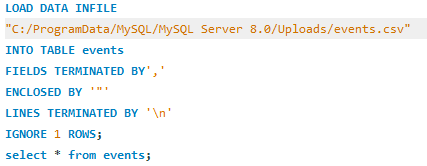 LOAD DATA INFILE
"C:/ProgramData/MySQL/MySQL Server 8.0/Uploads/events.csv"
INTO TABLE events
FIELDS TERMINATED BY','
ENCLOSED BY '"'
LINES TERMINATED BY '\n'
IGNORE 1 ROWS;
select * from events;